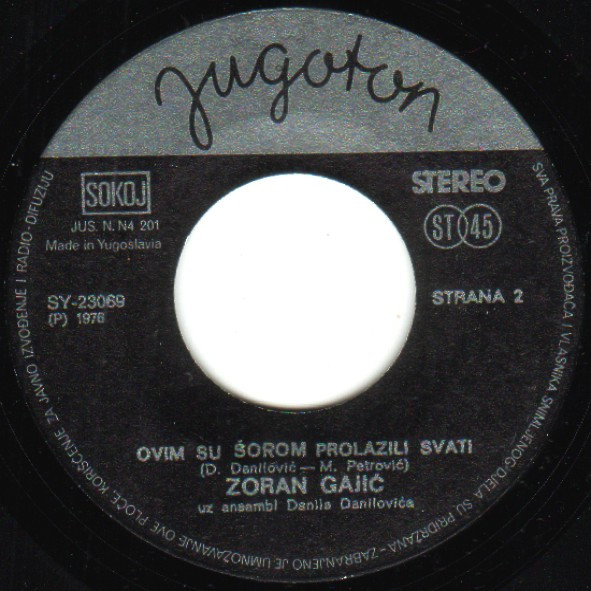 jugoton
SOKOJ
JUS. N. N4 201
Made in Yugoslavia
STEREO
ST 45
SY-23069
(P) 1976
STRANA 2
OVIM SU ŠOROM PROLAZILI SVATI
(D. Danilović — M. Petrović)
ZORAN GAJIĆ
uz ansambl Danila Danilovića
SVA PRAVA PROIZVOĐAČA I VLASNIKA SNIMLJENOG DJELA SU PRIDRŽANA - ZABRANJENO JE UMNOŽAVANJE OVE PLOČE KORIŠĆENJE ZA JAVNO IZVOĐENJE I RADIO - DIFUZIJU